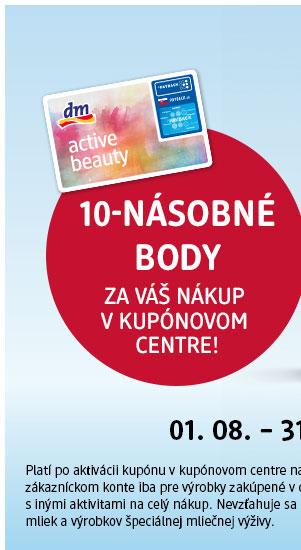 dm
active
beauty
PAYBACK
10-NÁSOBNÉ
BODY
ZA VÁŠ NÁKUP
V KUPÓNOVOM
CENTRE!
01. 08. – 31
Platí po aktivácii kupónu v kupónovom centre na
zákazníckom konte iba pre výrobky zakúpené v
s inými aktivitami na celý nákup. Nevzťahuje sa
mliek a výrobkov špeciálnej mliečnej výživy.